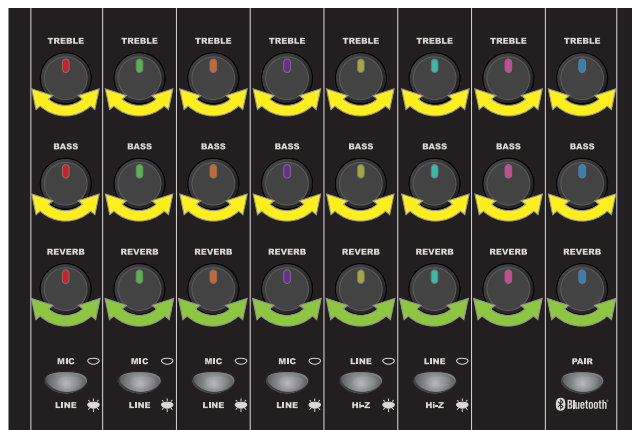 TREBLE TREBLE TREBLE TREBLE TREBLE TREBLE TREBLE TREBLE
BASS BASS BASS BASS BASS BASS BASS BASS
REVERB REVERB REVERB REVERB REVERB REVERB REVERB REVERB
MIC MIC MIC MIC LINE LINE PAIR
LINE LINE LINE LINE Hi-Z Hi-Z Bluetooth